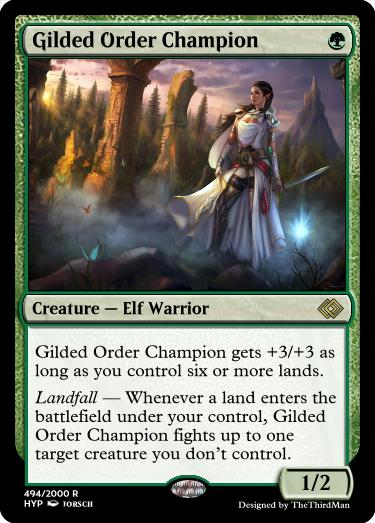 Gilded Order Champion
Creature — Elf Warrior
Gilded Order Champion gets +3/+3 as
long as you control six or more lands.
Landfall — Whenever a land enters the
battlefield under your control, Gilded
Order Champion fights up to one
target creature you don't control.
1/2
494/2000 R
HYP JORSCH
Designed by TheThirdMan